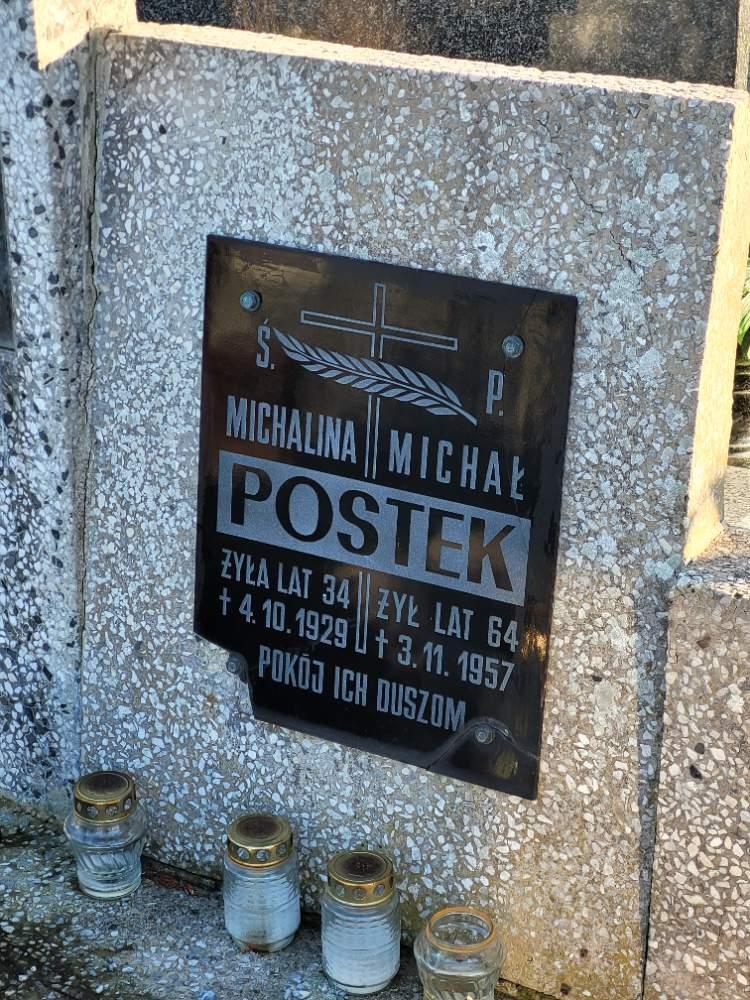 Ś. P.
MICHALINA MICHAŁ
POSTEK
ŻYŁA LAT 34 ŻYŁ LAT 64
† 4.10.1929 † 3.11.1957
POKÓJ ICH DUSZOM